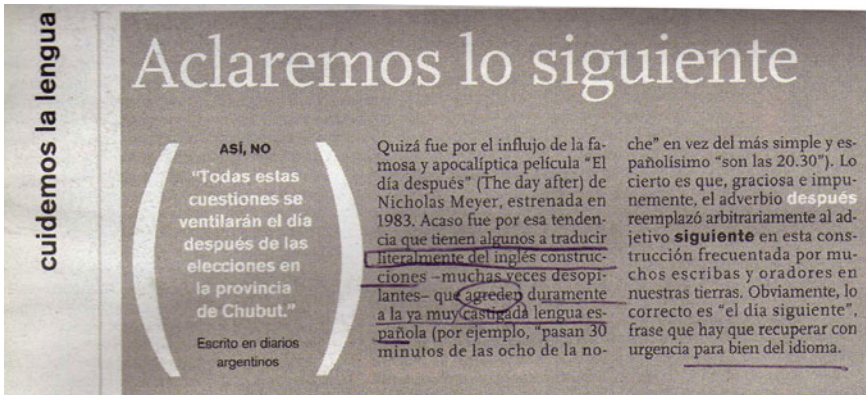 cuidemos la lengua
Aclaremos lo siguiente
ASÍ, NO
"Todas estas
cuestiones se
ventilarán el día
después de las
elecciones en
la provincia
de Chubut."
Escrito en diarios
argentinos
Quizá fue por el influjo de la fa-
mosa y apocalíptica película "El
día después" (The day after) de
Nicholas Meyer, estrenada en
1983. Acaso fue por esa tenden-
cia que tienen algunos a traducir
literalmente del inglés construc-
ciones –muchas veces desopi-
lantes– que agreden duramente
a la ya muy castigada lengua es-
pañola (por ejemplo, "pasan 30
minutos de las ocho de la no-
che" en vez del más simple y es-
pañolísimo "son las 20.30"). Lo
cierto es que, graciosa e impu-
nemente, el adverbio después
reemplazó arbitrariamente al ad-
jetivo siguiente en esta cons-
trucción frecuentada por mu-
chos escribas y oradores en
nuestras tierras. Obviamente, lo
correcto es "el día siguiente",
frase que hay que recuperar con
urgencia para bien del idioma.